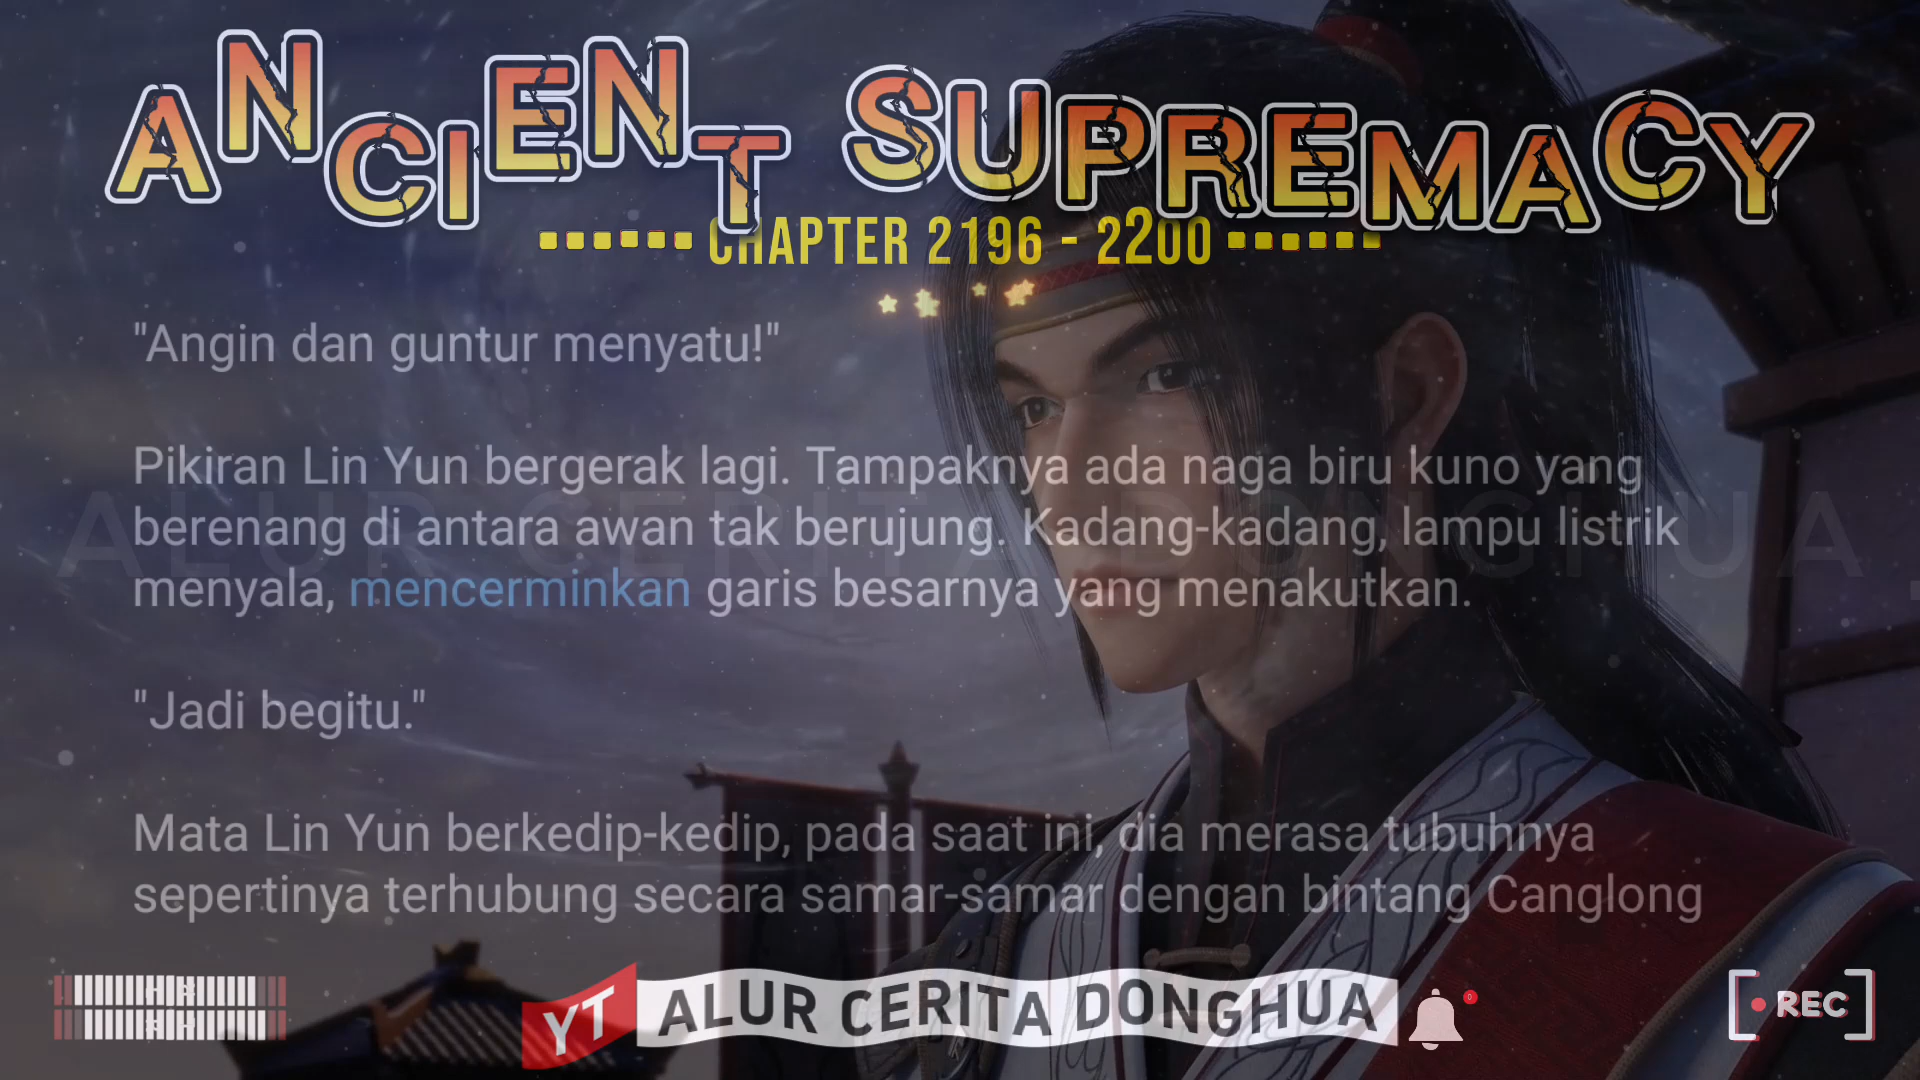 ANCIENT SUPREMACY
CHAPTER 2196 - 2200
"Angin dan guntur menyatu!"
Pikiran Lin Yun bergerak lagi. Tampaknya ada naga biru kuno yang
berenang di antara awan tak berujung. Kadang-kadang, lampu listrik
menyala, mencerminkan garis besarnya yang menakutkan.
"Jadi begitu."
Mata Lin Yun berkedip-kedip, pada saat ini, dia merasa tubuhnya
sepertinya terhubung secara samar-samar dengan bintang Canglong
ALUR CERITA DONGHUA
YT ALUR CERITA DONGHUA
REC